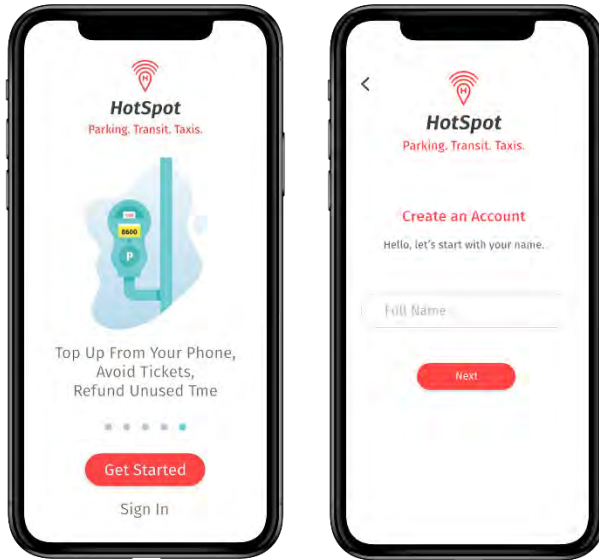 H
HotSpot
Parking. Transit. Taxis.
8600
P
Top Up From Your Phone,
Avoid Tickets,
Refund Unused Tme
Get Started
Sign In
H
HotSpot
Parking. Transit. Taxis.
Create an Account
Hello, let's start with your name.
Full Name
Next